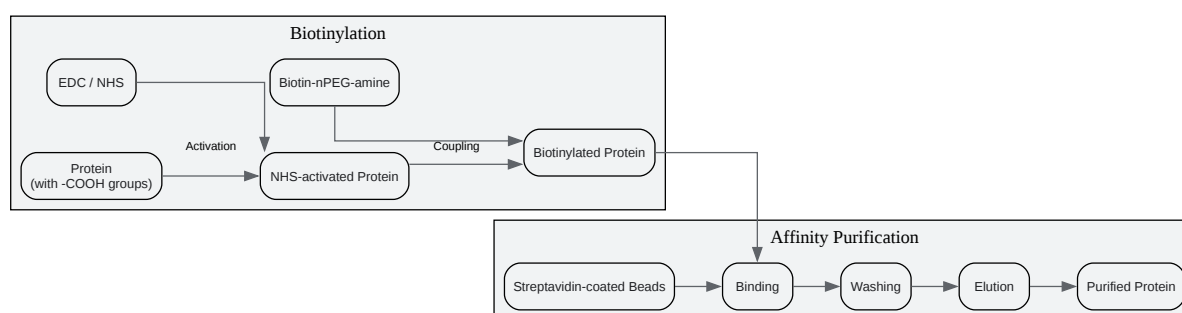 Biotinylation
EDC / NHS
Biotin-nPEG-amine
Activation
Coupling
Protein
(with -COOH groups)
NHS-activated Protein
Biotinylated Protein
Affinity Purification
Streptavidin-coated Beads
Binding
Washing
Elution
Purified Protein